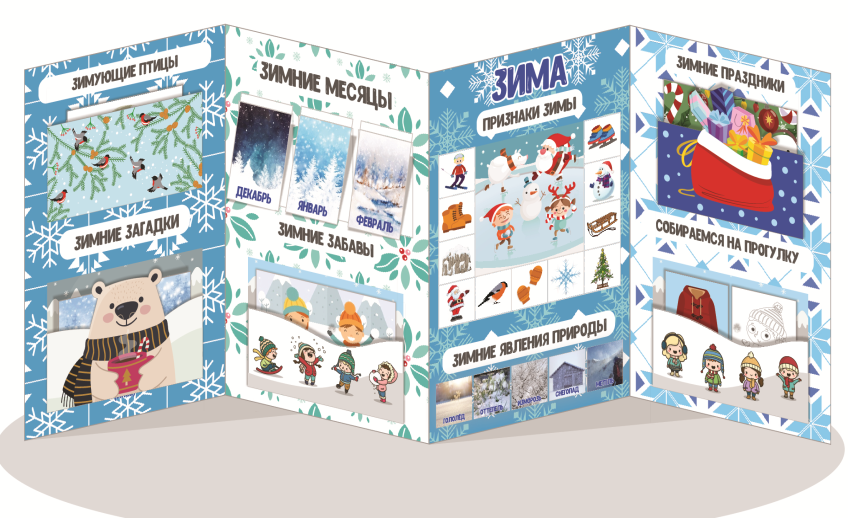 ЗИМУЮЩИЕ ПТИЦЫ
ЗИМНИЕ ЗАГАДКИ
ЗИМНИЕ МЕСЯЦЫ
ДЕКАБРЬ
ЯНВАРЬ
ФЕВРАЛЬ
ЗИМНИЕ ЗАБАВЫ
ЗИМА
ПРИЗНАКИ ЗИМЫ
ЗИМНИЕ ЯВЛЕНИЯ ПРИРОДЫ
ГОЛОЛЕД
ОТТЕПЕЛЬ
ИЗМОРОЗЬ
СНЕГОПАД
МЕТЕЛЬ
ЗИМНИЕ ПРАЗДНИКИ
СОБИРАЕМСЯ НА ПРОГУЛКУ